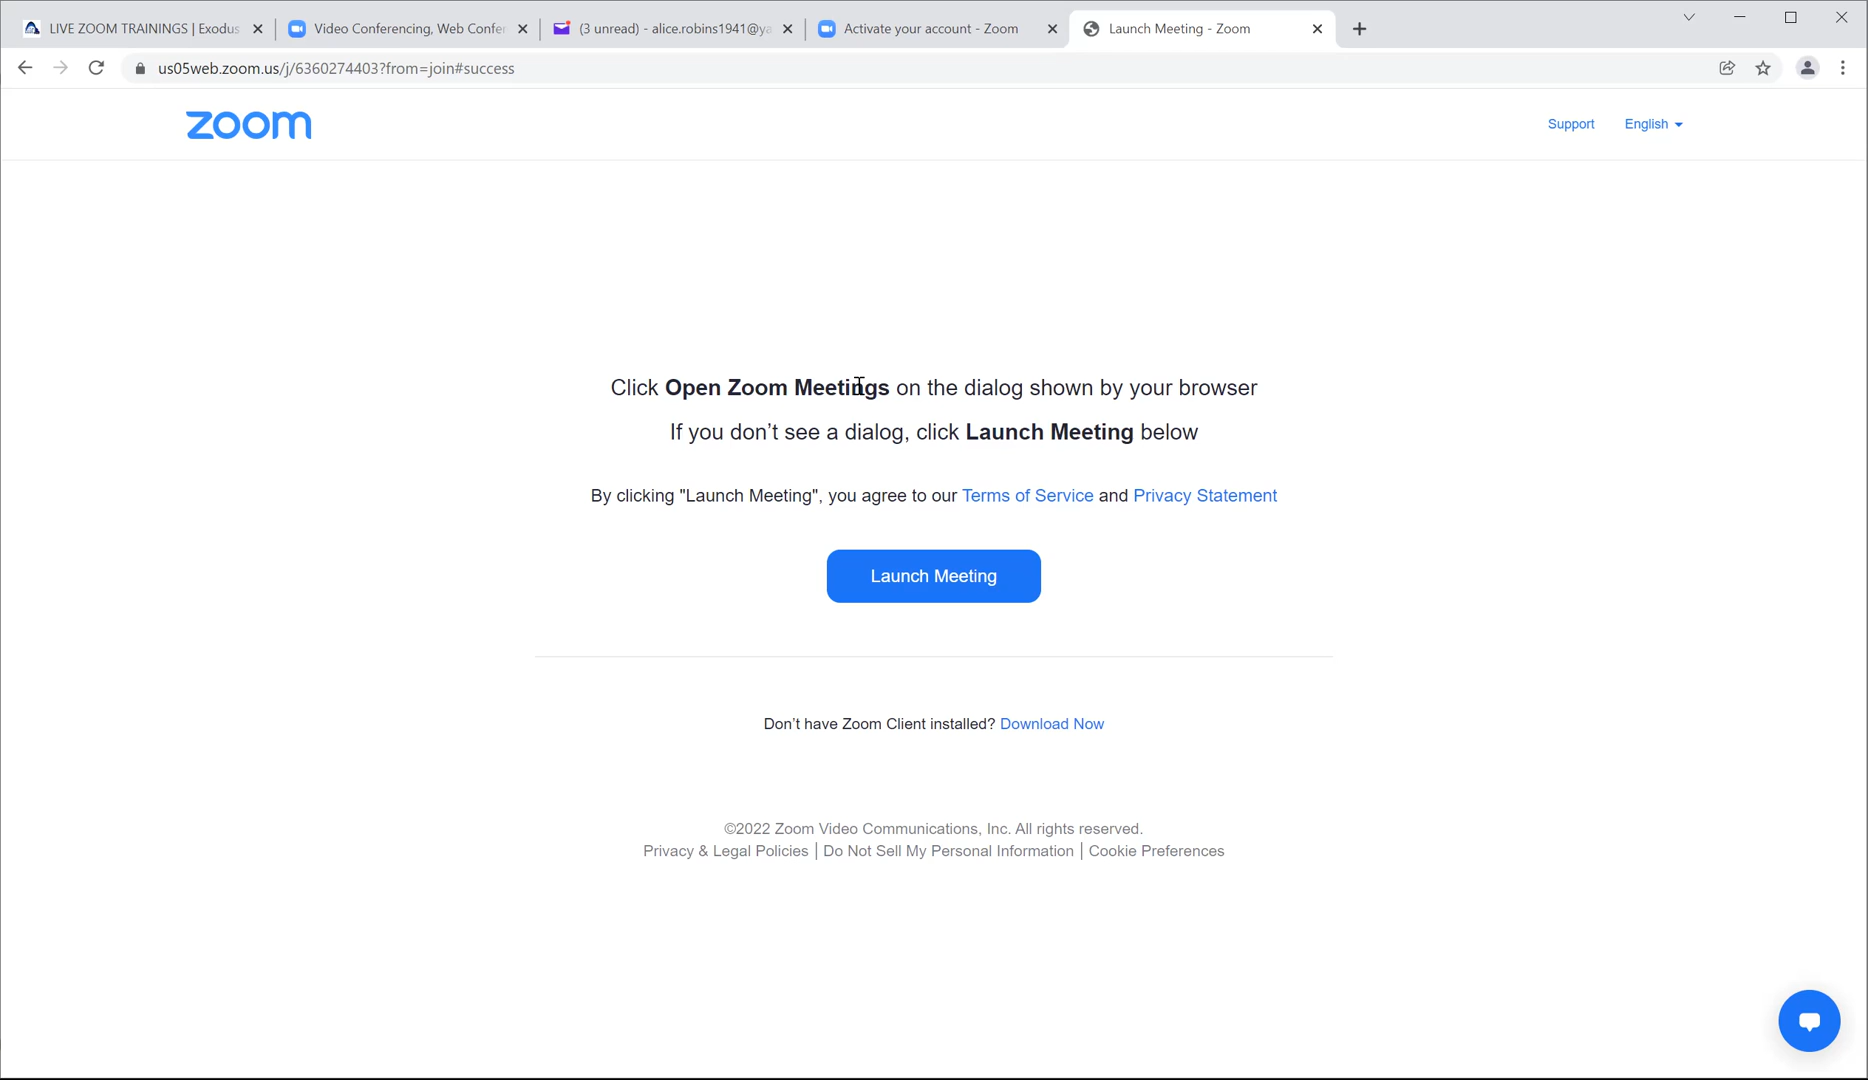 LIVE ZOOM TRAININGS | Exodus
Video Conferencing, Web Confer
(3 unread) - alice.robins1941@ya
Activate your account - Zoom
Launch Meeting - Zoom
us05web.zoom.us/j/6360274403?from=join#success
zoom
Support
English
Click Open Zoom Meetings on the dialog shown by your browser
If you don't see a dialog, click Launch Meeting below
By clicking "Launch Meeting", you agree to our Terms of Service and Privacy Statement
Launch Meeting
Don't have Zoom Client installed? Download Now
©2022 Zoom Video Communications, Inc. All rights reserved.
Privacy & Legal Policies | Do Not Sell My Personal Information | Cookie Preferences